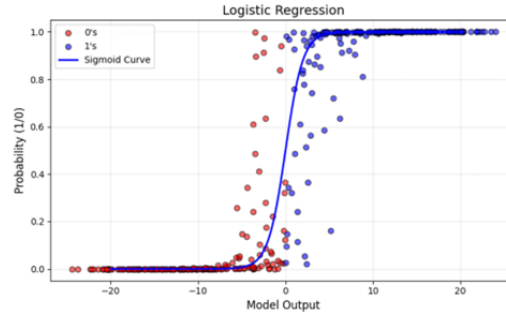 Logistic Regression
0's
1's
Sigmoid Curve
Probability (1/0)
1.0
0.8
0.6
0.4
0.2
0.0
−20
−10
0
10
20
Model Output